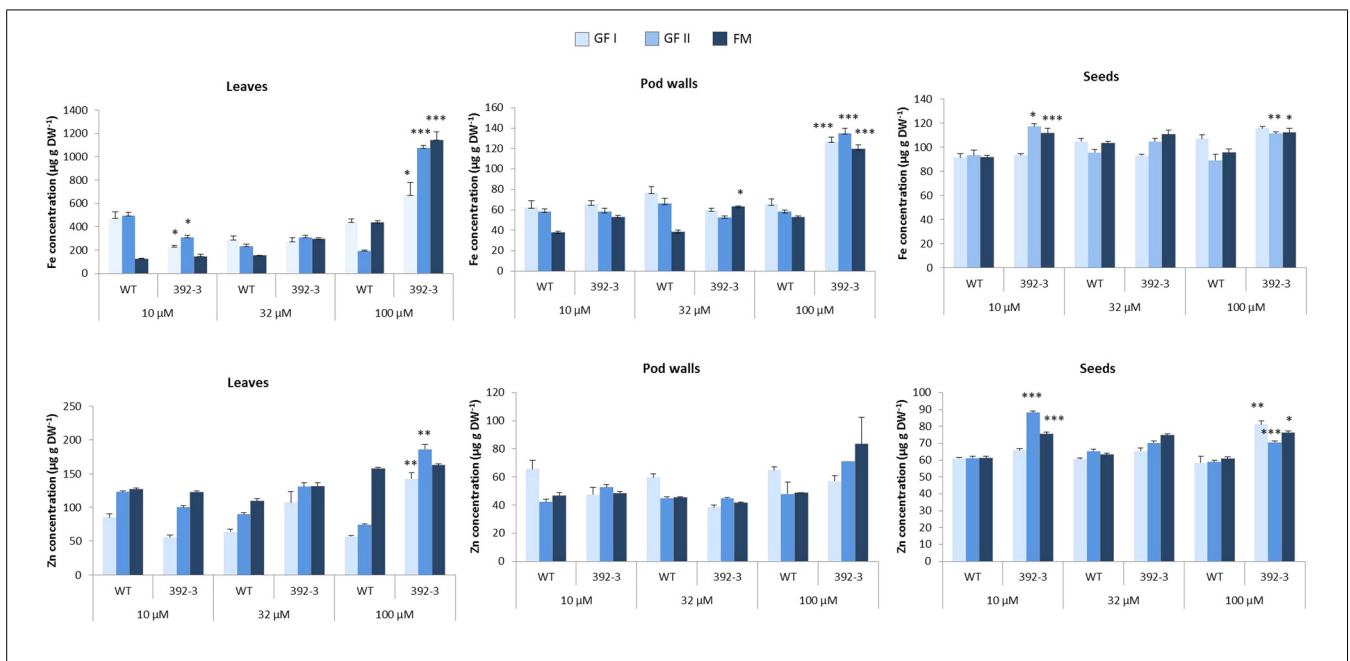 GF I GF II FM
Leaves
Fe concentration (µg g DW⁻¹)
1400
1200
1000
800
600
400
200
0
* * * *** ***
WT 392-3 WT 392-3 WT 392-3
10 µM 32 µM 100 µM
Pod walls
Fe concentration (µg g DW⁻¹)
160
140
120
100
80
60
40
20
0
* *** *** ***
WT 392-3 WT 392-3 WT 392-3
10 µM 32 µM 100 µM
Seeds
Fe concentration (µg g DW⁻¹)
140
120
100
80
60
40
20
0
* *** ** *
WT 392-3 WT 392-3 WT 392-3
10 µM 32 µM 100 µM
Leaves
Zn concentration (µg g DW⁻¹)
250
200
150
100
50
0
** **
WT 392-3 WT 392-3 WT 392-3
10 µM 32 µM 100 µM
Pod walls
Zn concentration (µg g DW⁻¹)
120
100
80
60
40
20
0
WT 392-3 WT 392-3 WT 392-3
10 µM 32 µM 100 µM
Seeds
Zn concentration (µg g DW⁻¹)
100
90
80
70
60
50
40
30
20
10
0
*** *** ** *** *
WT 392-3 WT 392-3 WT 392-3
10 µM 32 µM 100 µM